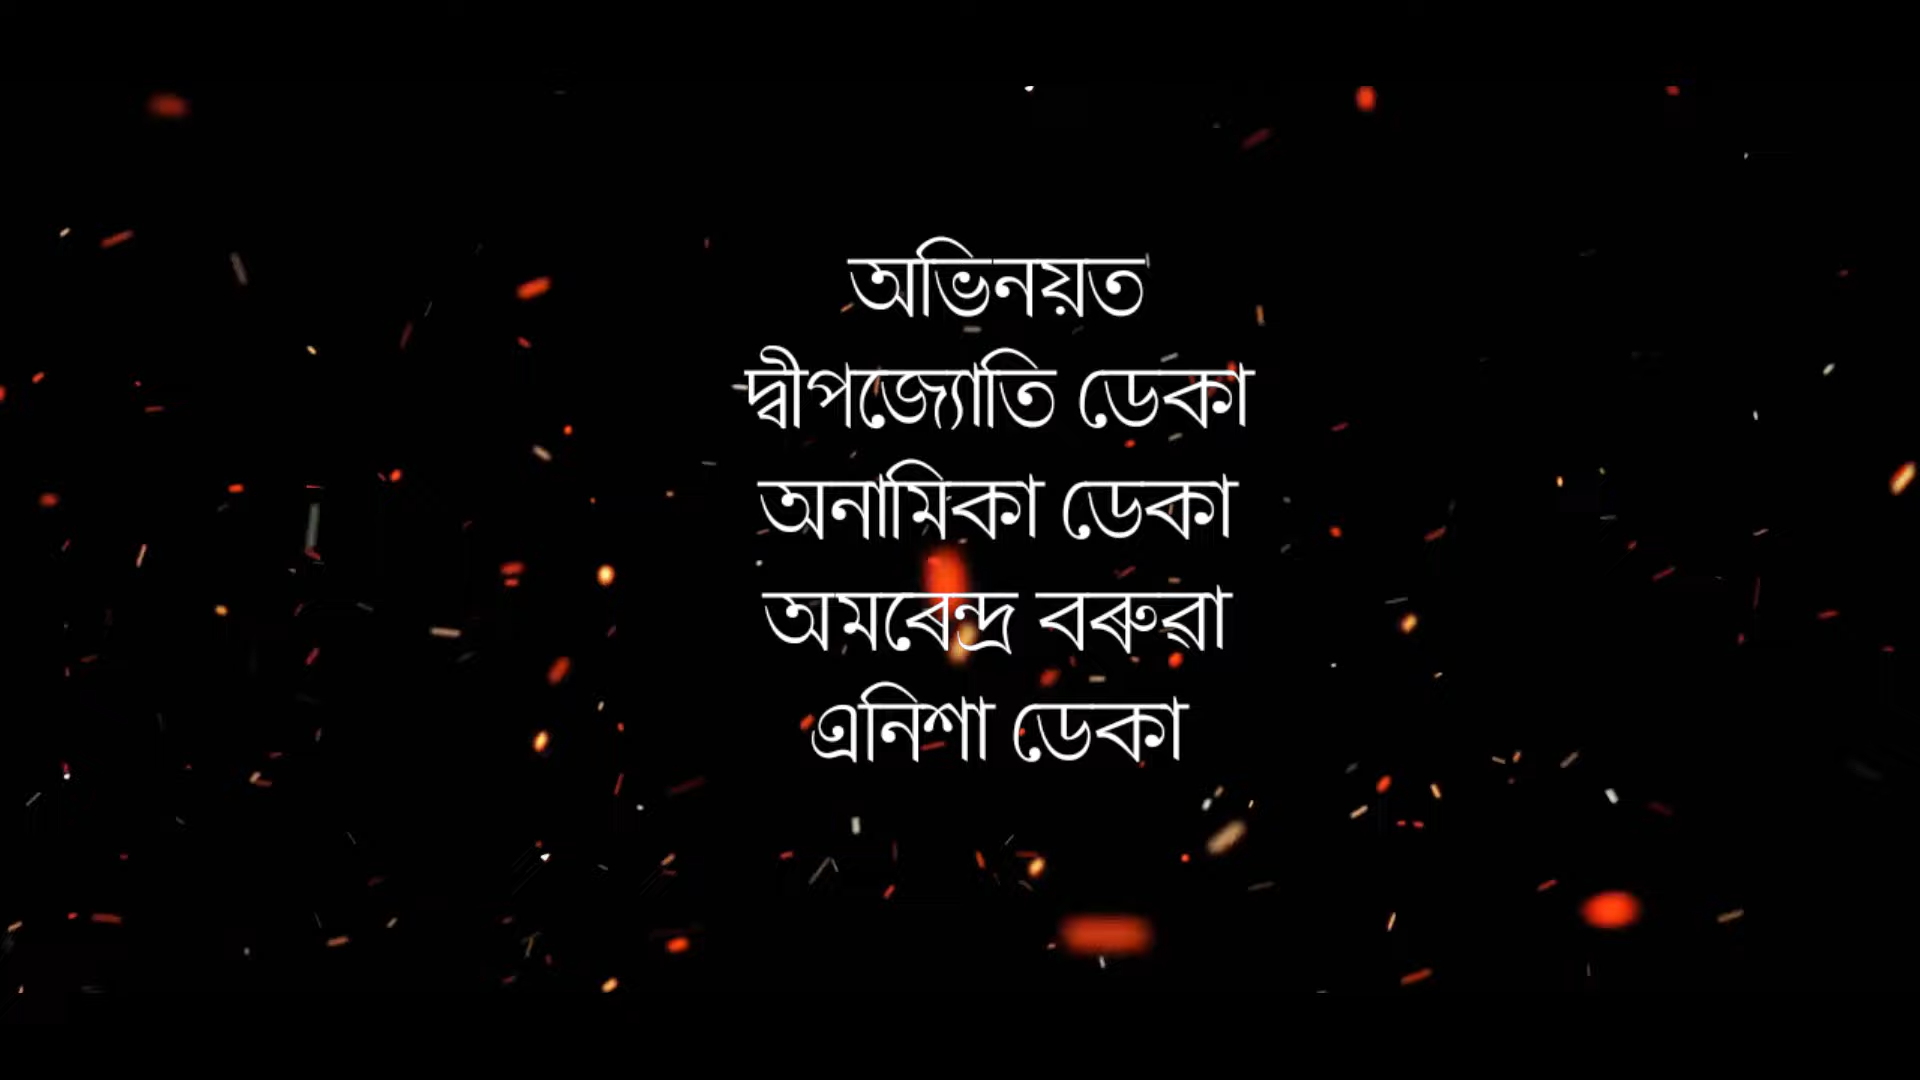 অভিনয়ত
দ্বীপজ্যোতি ডেকা
অনামিকা ডেকা
অমৰেন্দ্ৰ বৰুৱা
এনিশা ডেকা